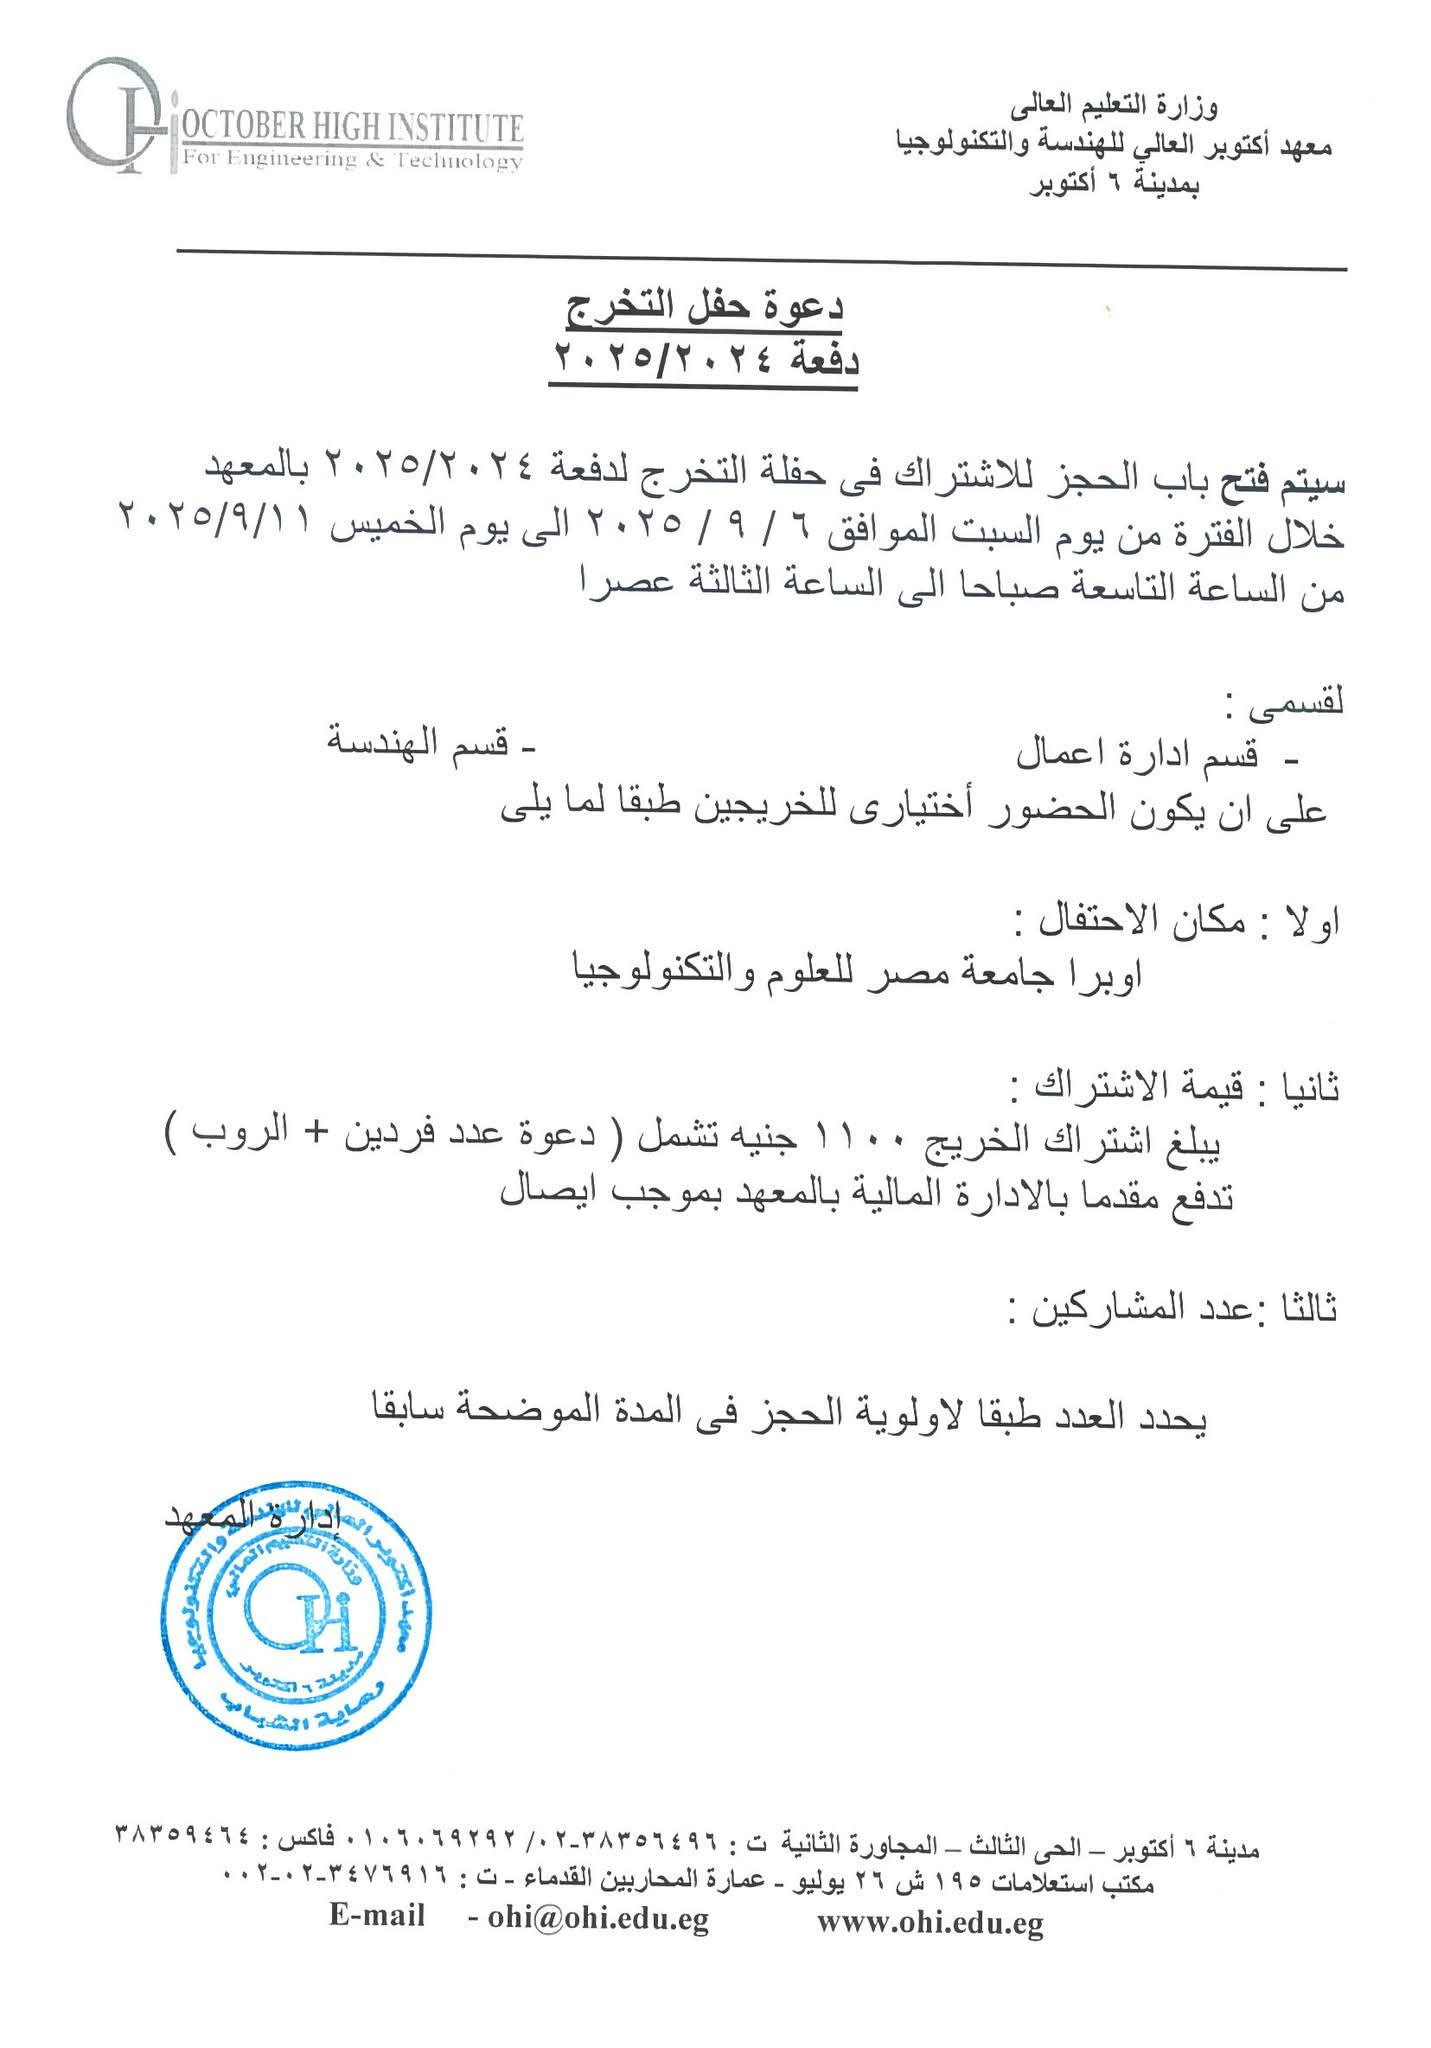 OHi OCTOBER HIGH INSTITUTE
For Engineering & Technology
وزارة التعليم العالى
معهد أكتوبر العالي للهندسة والتكنولوجيا
بمدينة ٦ أكتوبر
دعوة حفل التخرج
دفعة ٢٠٢٥/٢٠٢٤
سيتم فتح باب الحجز للاشتراك فى حفلة التخرج لدفعة ٢٠٢٥/٢٠٢٤ بالمعهد
خلال الفترة من يوم السبت الموافق ٦ / ٩ / ٢٠٢٥ الى يوم الخميس ٢٠٢٥/٩/١١
من الساعة التاسعة صباحا الى الساعة الثالثة عصرا
لقسمى :
- قسم ادارة اعمال - قسم الهندسة
على ان يكون الحضور أختيارى للخريجين طبقا لما يلى
اولا : مكان الاحتفال :
اوبرا جامعة مصر للعلوم والتكنولوجيا
ثانيا : قيمة الاشتراك :
يبلغ اشتراك الخريج ١١٠٠ جنيه تشمل ( دعوة عدد فردين + الروب )
تدفع مقدما بالادارة المالية بالمعهد بموجب ايصال
ثالثا :عدد المشاركين :
يحدد العدد طبقا لاولوية الحجز فى المدة الموضحة سابقا
إدارة المعهد
معهد أكتوبر العالي للهندسة والتكنولوجيا
وزارة التعليم العالي
OHi
بمدينة ٦ اكتوبر
رعاية الشباب
مدينة ٦ أكتوبر – الحى الثالث – المجاورة الثانية ت : ٣٨٣٥٦٤٩٦-٠٢/ ٠١٠٦٠٦٩٢٩٢ فاكس : ٣٨٣٥٩٤٦٤
مكتب استعلامات ١٩٥ ش ٢٦ يوليو - عمارة المحاربين القدماء - ت : ٣٤٧٦٩١٦-٠٢-٠٠٢
E-mail - ohi@ohi.edu.eg www.ohi.edu.eg